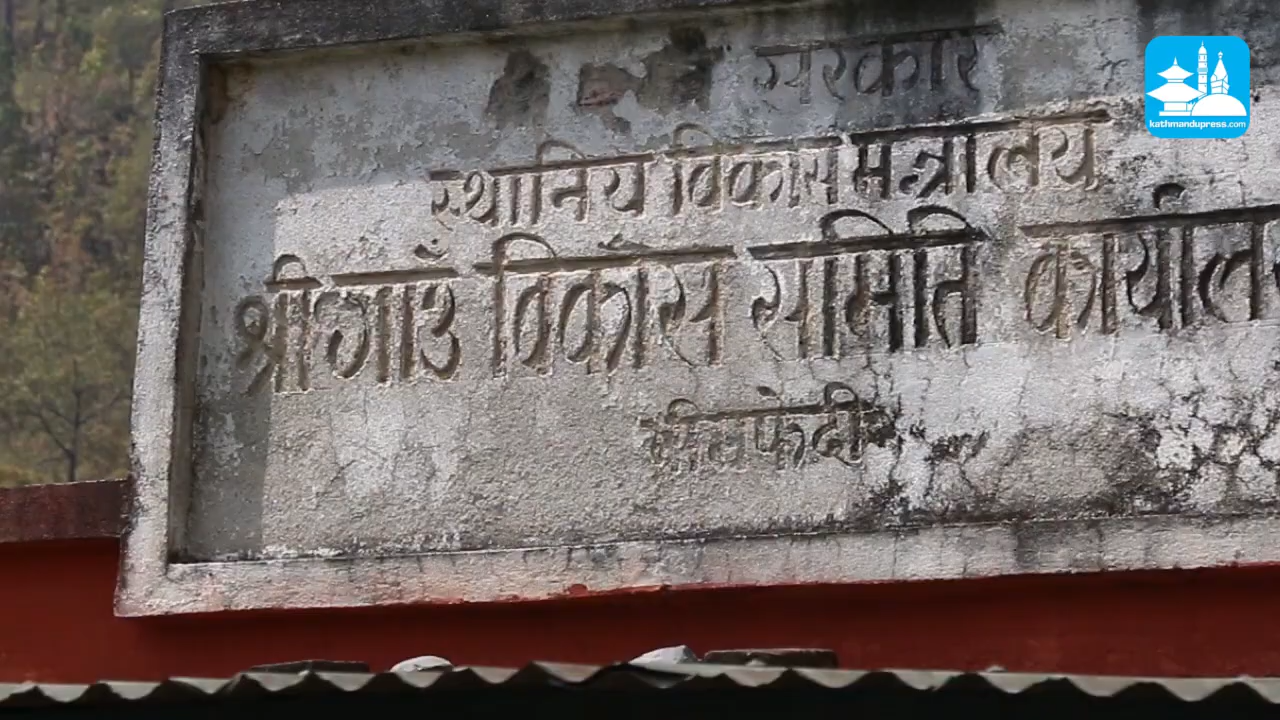 सरकार
स्थानिय विकास मन्त्रालय
श्री गाउँ विकास समिति कार्याल
kathmandupress.com